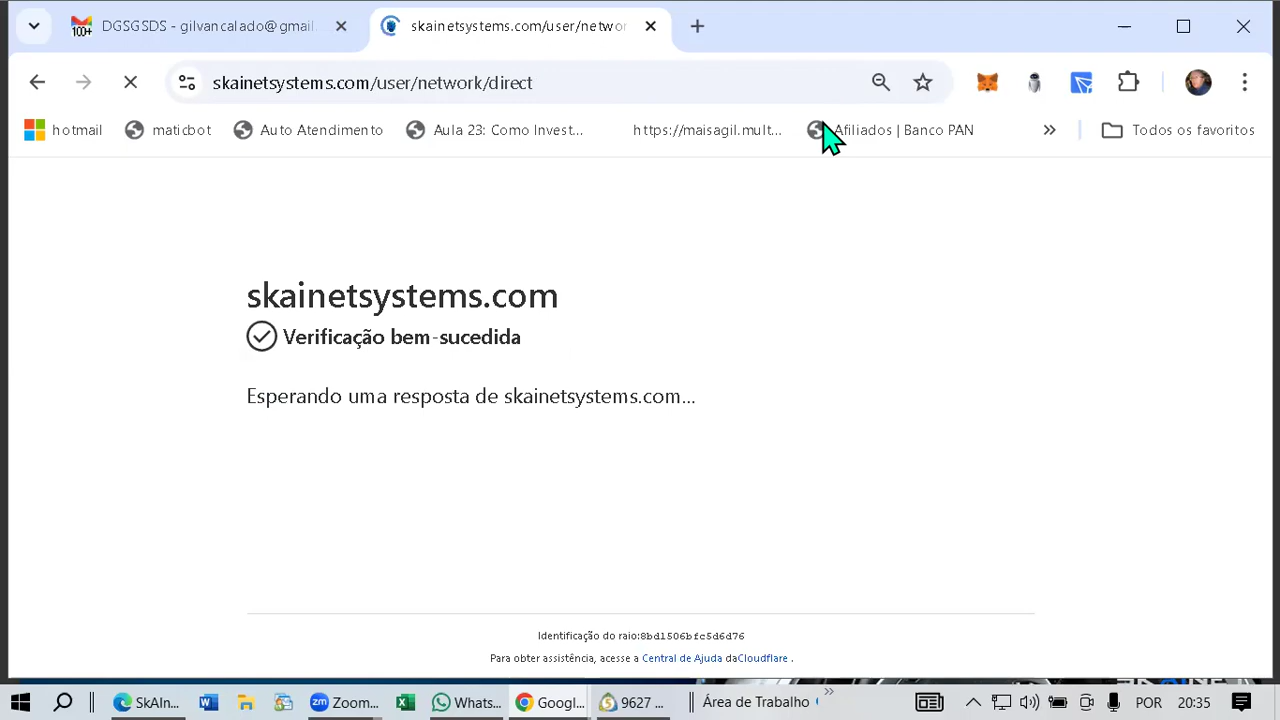 DGSGSDS - gilvancalado@gmail.
skainetsystems.com/user/netwo
100+
skainetsystems.com/user/network/direct
hotmail
maticbot
Auto Atendimento
Aula 23: Como Invest...
https://maisagil.mult...
Afiliados | Banco PAN
Todos os favoritos
skainetsystems.com
Verificação bem-sucedida
Esperando uma resposta de skainetsystems.com...
Identificação do raio:8bd1506bfc5d6d76
Para obter assistência, acesse a Central de Ajuda daCloudflare .
SkAIn...
zm
Zoom...
Whats...
Googl...
9627 ...
Área de Trabalho
POR
20:35